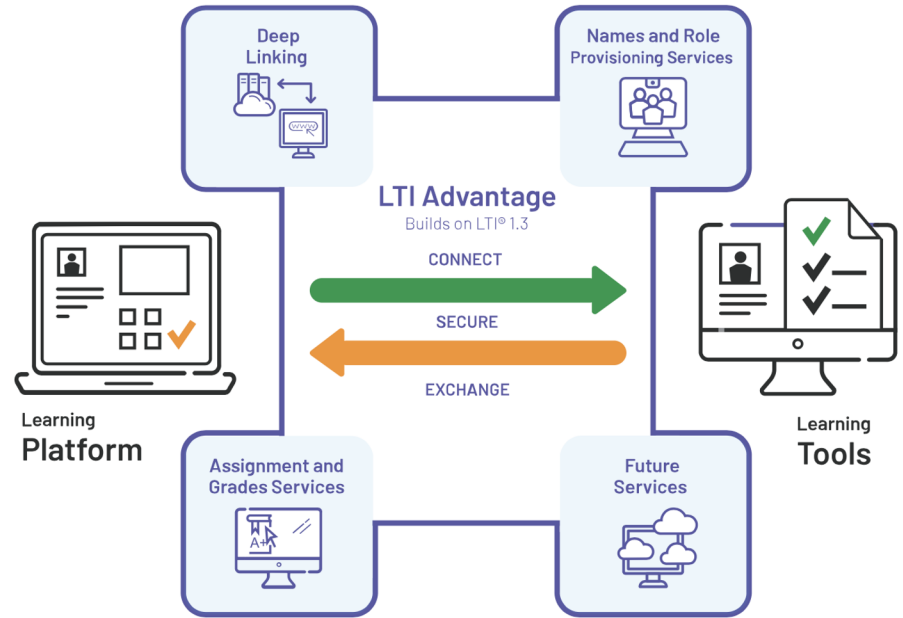 Deep
Linking
www
Names and Role
Provisioning Services
LTI Advantage
Builds on LTI® 1.3
CONNECT
SECURE
EXCHANGE
Learning
Platform
Learning
Tools
Assignment and
Grades Services
A+
Future
Services